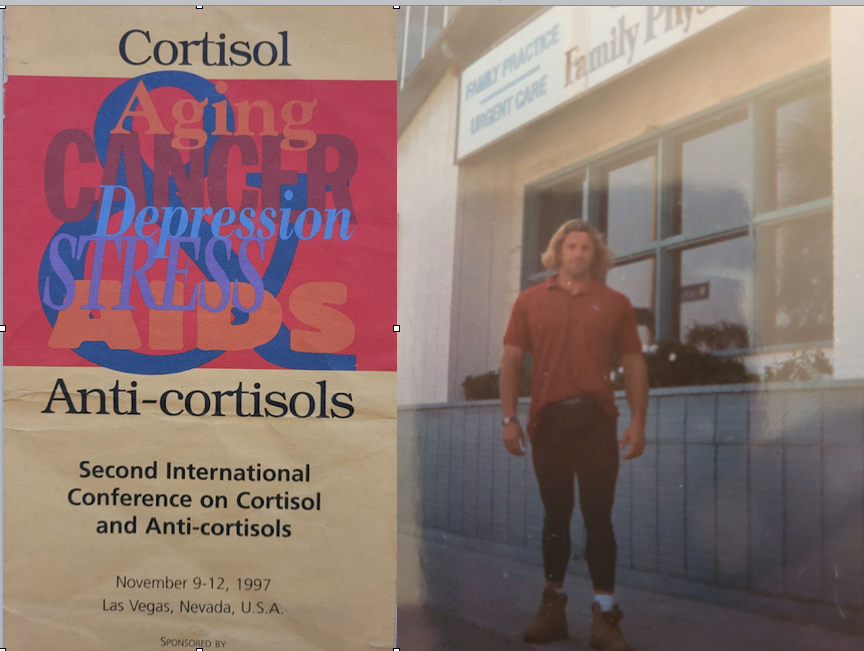 Cortisol
Aging
CANCER
Depression
STRESS
AIDS
&
Anti-cortisols
Second International
Conference on Cortisol
and Anti-cortisols
November 9-12, 1997
Las Vegas, Nevada, U.S.A.
SPONSORED BY
FAMILY PRACTICE
URGENT CARE
Family